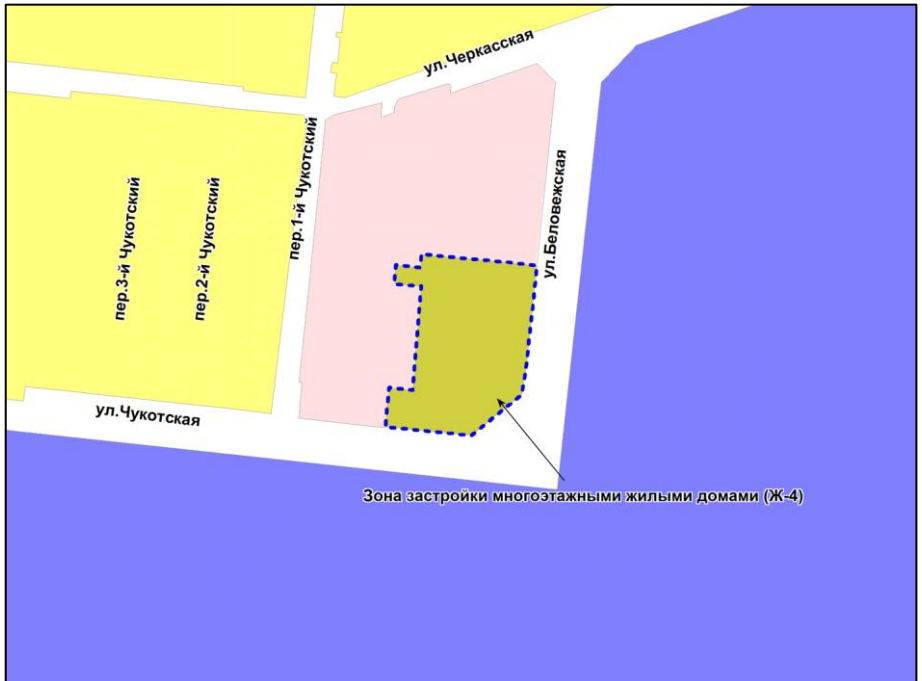 ул.Черкасская
пер.1-й Чукотский
ул.Беловежская
пер.3-й Чукотский
пер.2-й Чукотский
ул.Чукотская
Зона застройки многоэтажными жилыми домами (Ж-4)